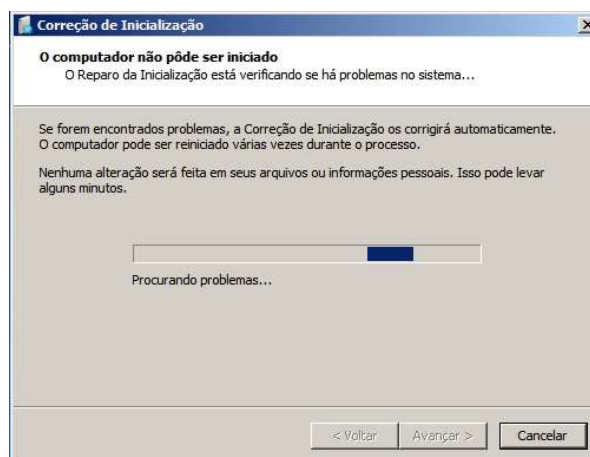 Correção de Inicialização
O computador não pôde ser iniciado
O Reparo da Inicialização está verificando se há problemas no sistema...
Se forem encontrados problemas, a Correção de Inicialização os corrigirá automaticamente.
O computador pode ser reiniciado várias vezes durante o processo.
Nenhuma alteração será feita em seus arquivos ou informações pessoais. Isso pode levar
alguns minutos.
Procurando problemas...
< Voltar Avançar > Cancelar